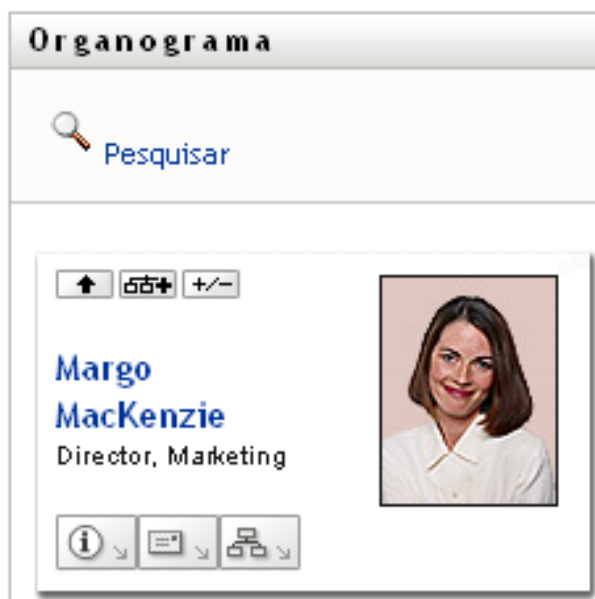 Organograma
Pesquisar
+/-
Margo
MacKenzie
Director, Marketing